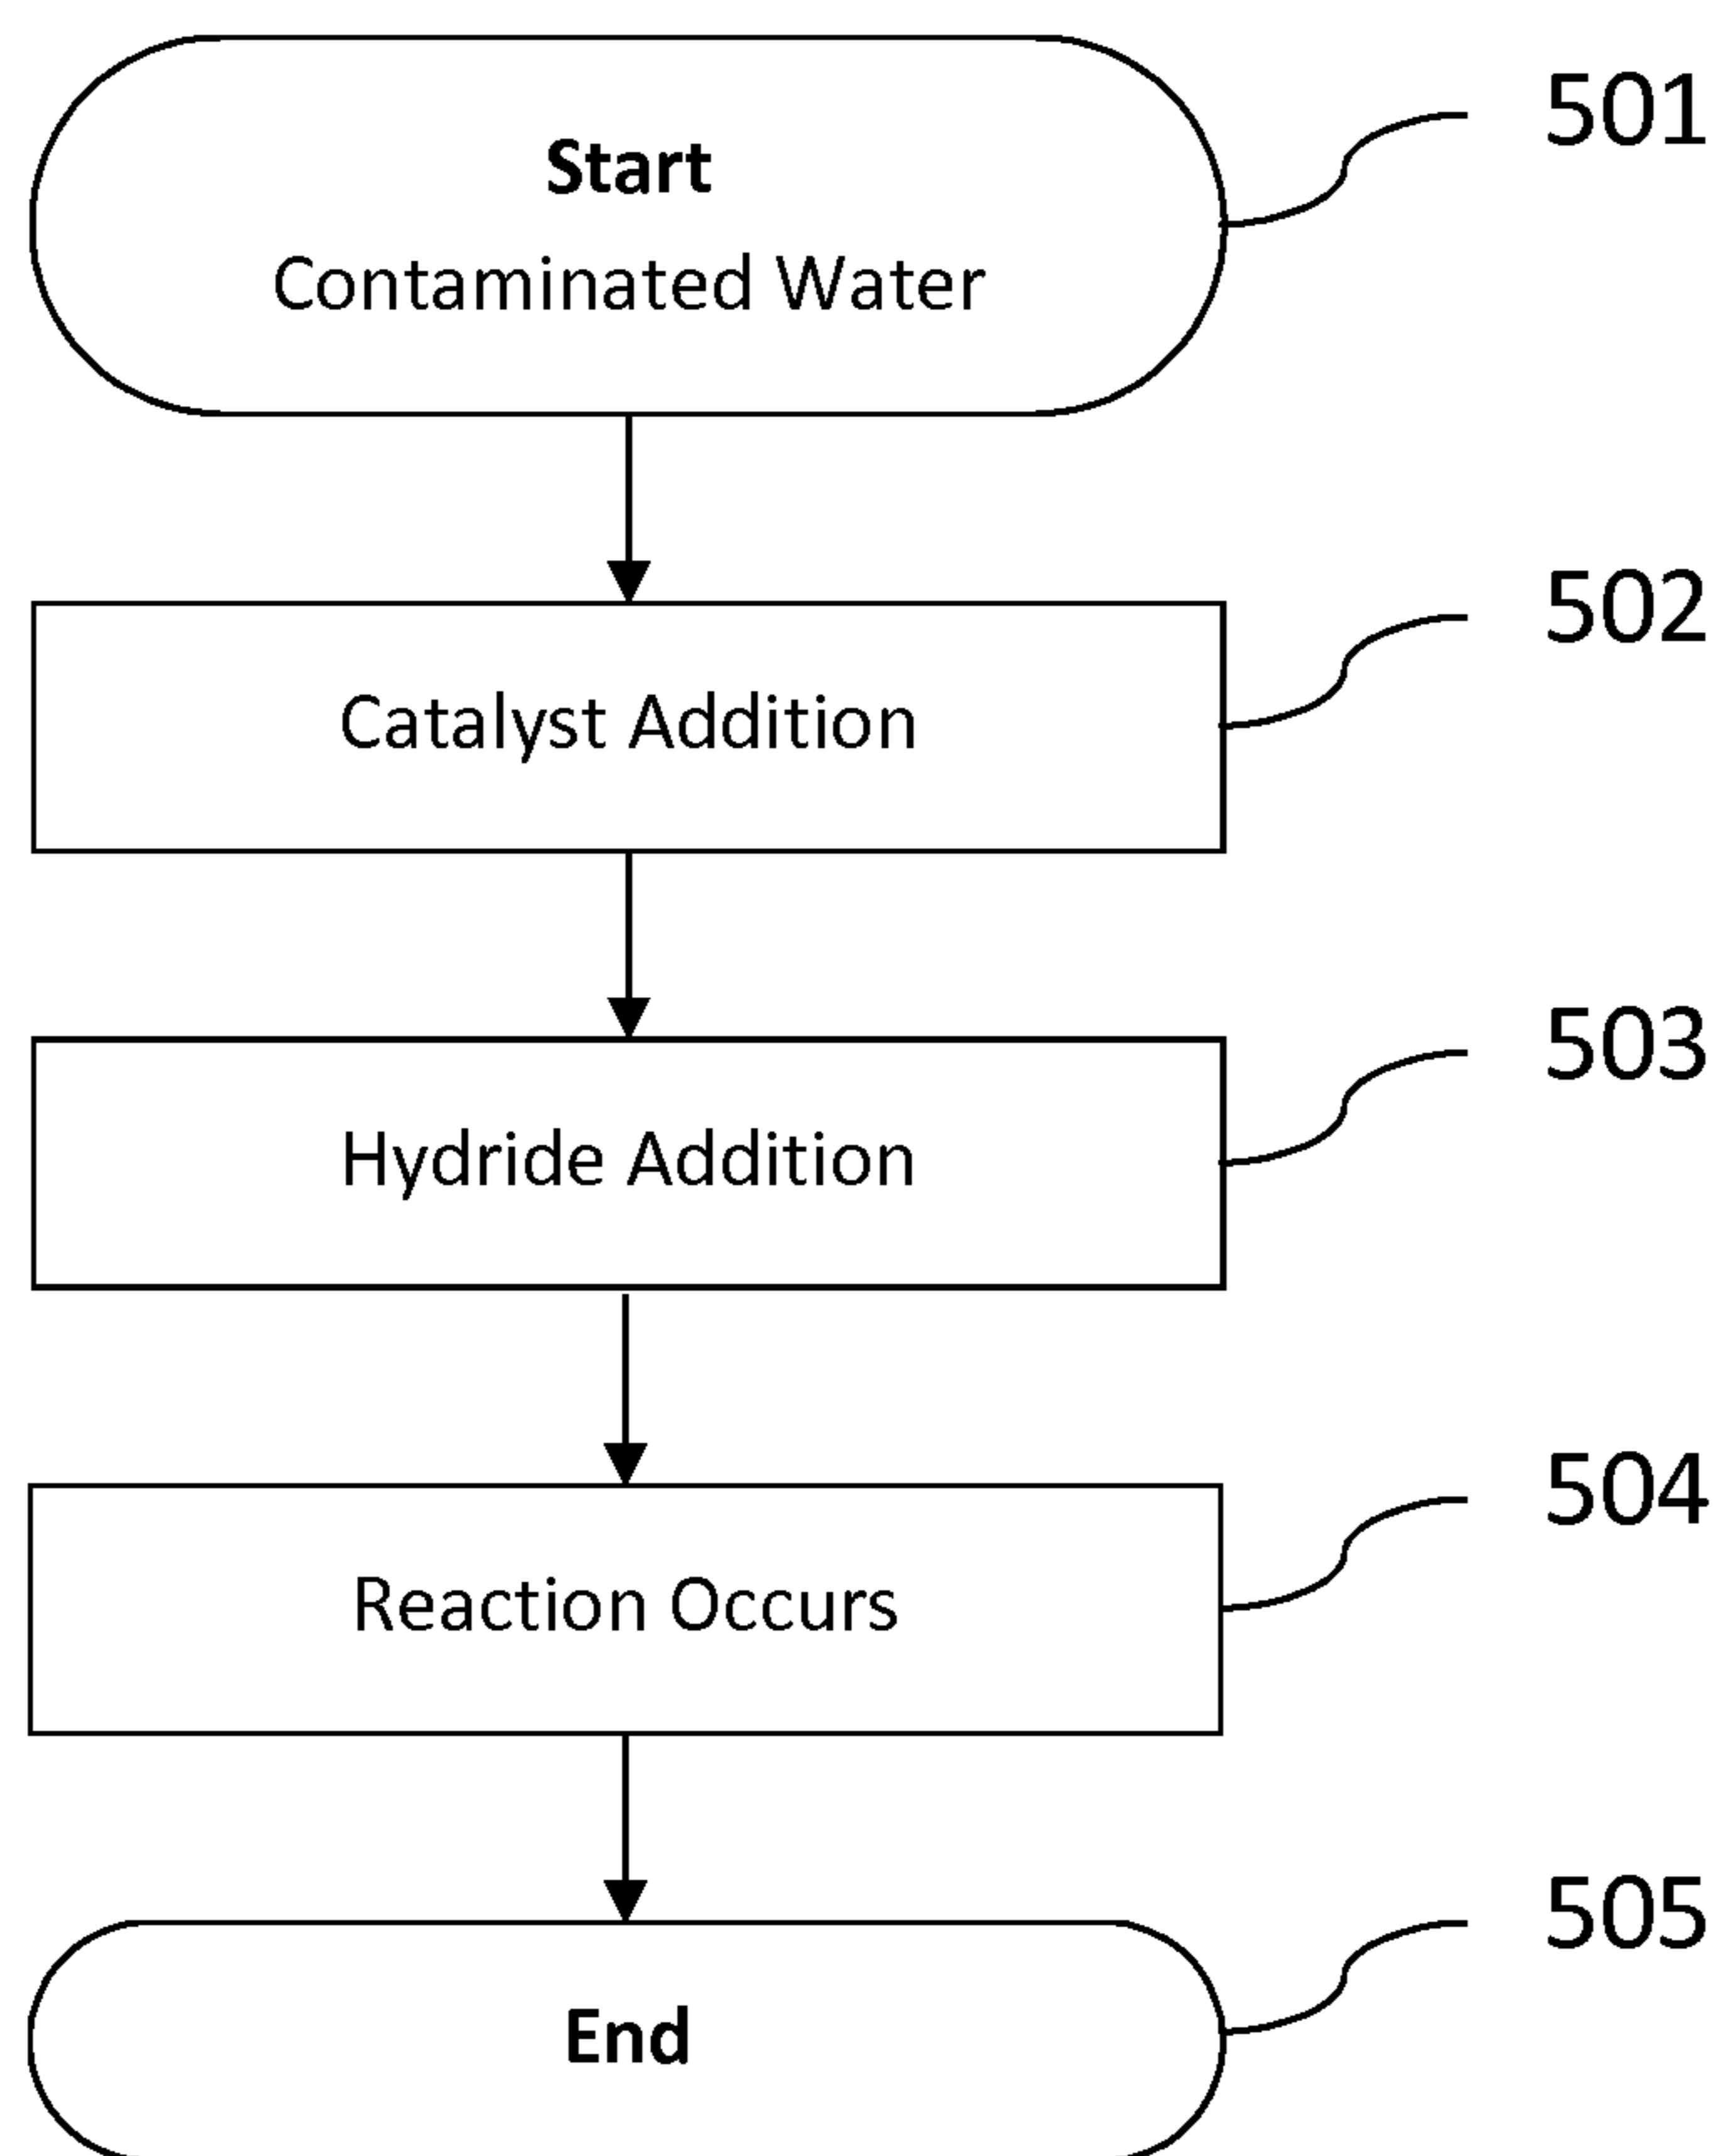 Start
Contaminated Water
501
Catalyst Addition
502
Hydride Addition
503
Reaction Occurs
504
End
505